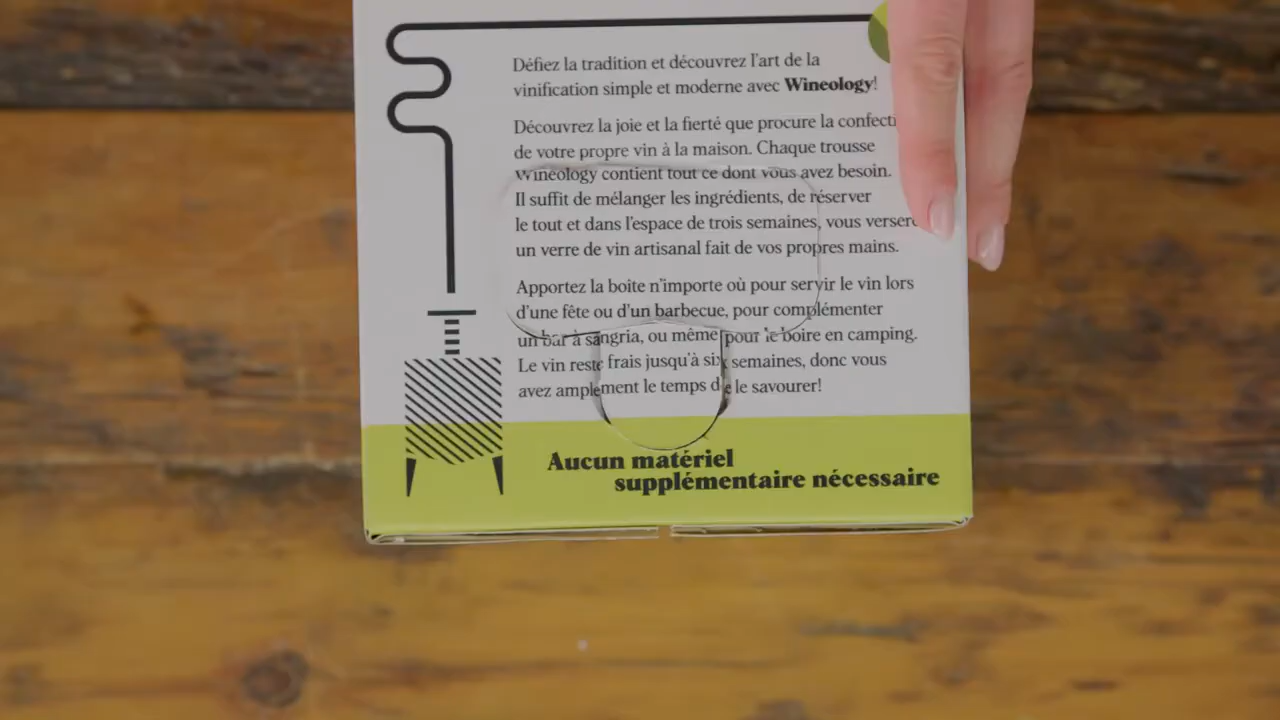 Défiez la tradition et découvrez l'art de la
vinification simple et moderne avec Wineology!
Découvrez la joie et la fierté que procure la confecti
de votre propre vin à la maison. Chaque trousse
Wineology contient tout ce dont vous avez besoin.
Il suffit de mélanger les ingrédients, de réserver
le tout et dans l'espace de trois semaines, vous verser
un verre de vin artisanal fait de vos propres mains.
Apportez la boite n'importe où pour servir le vin lors
d'une fête ou d'un barbecue, pour complémenter
un bar à sangria, ou même pour le boire en camping.
Le vin reste frais jusqu'à six semaines, donc vous
avez amplement le temps de le savourer!
Aucun matériel
supplémentaire nécessaire